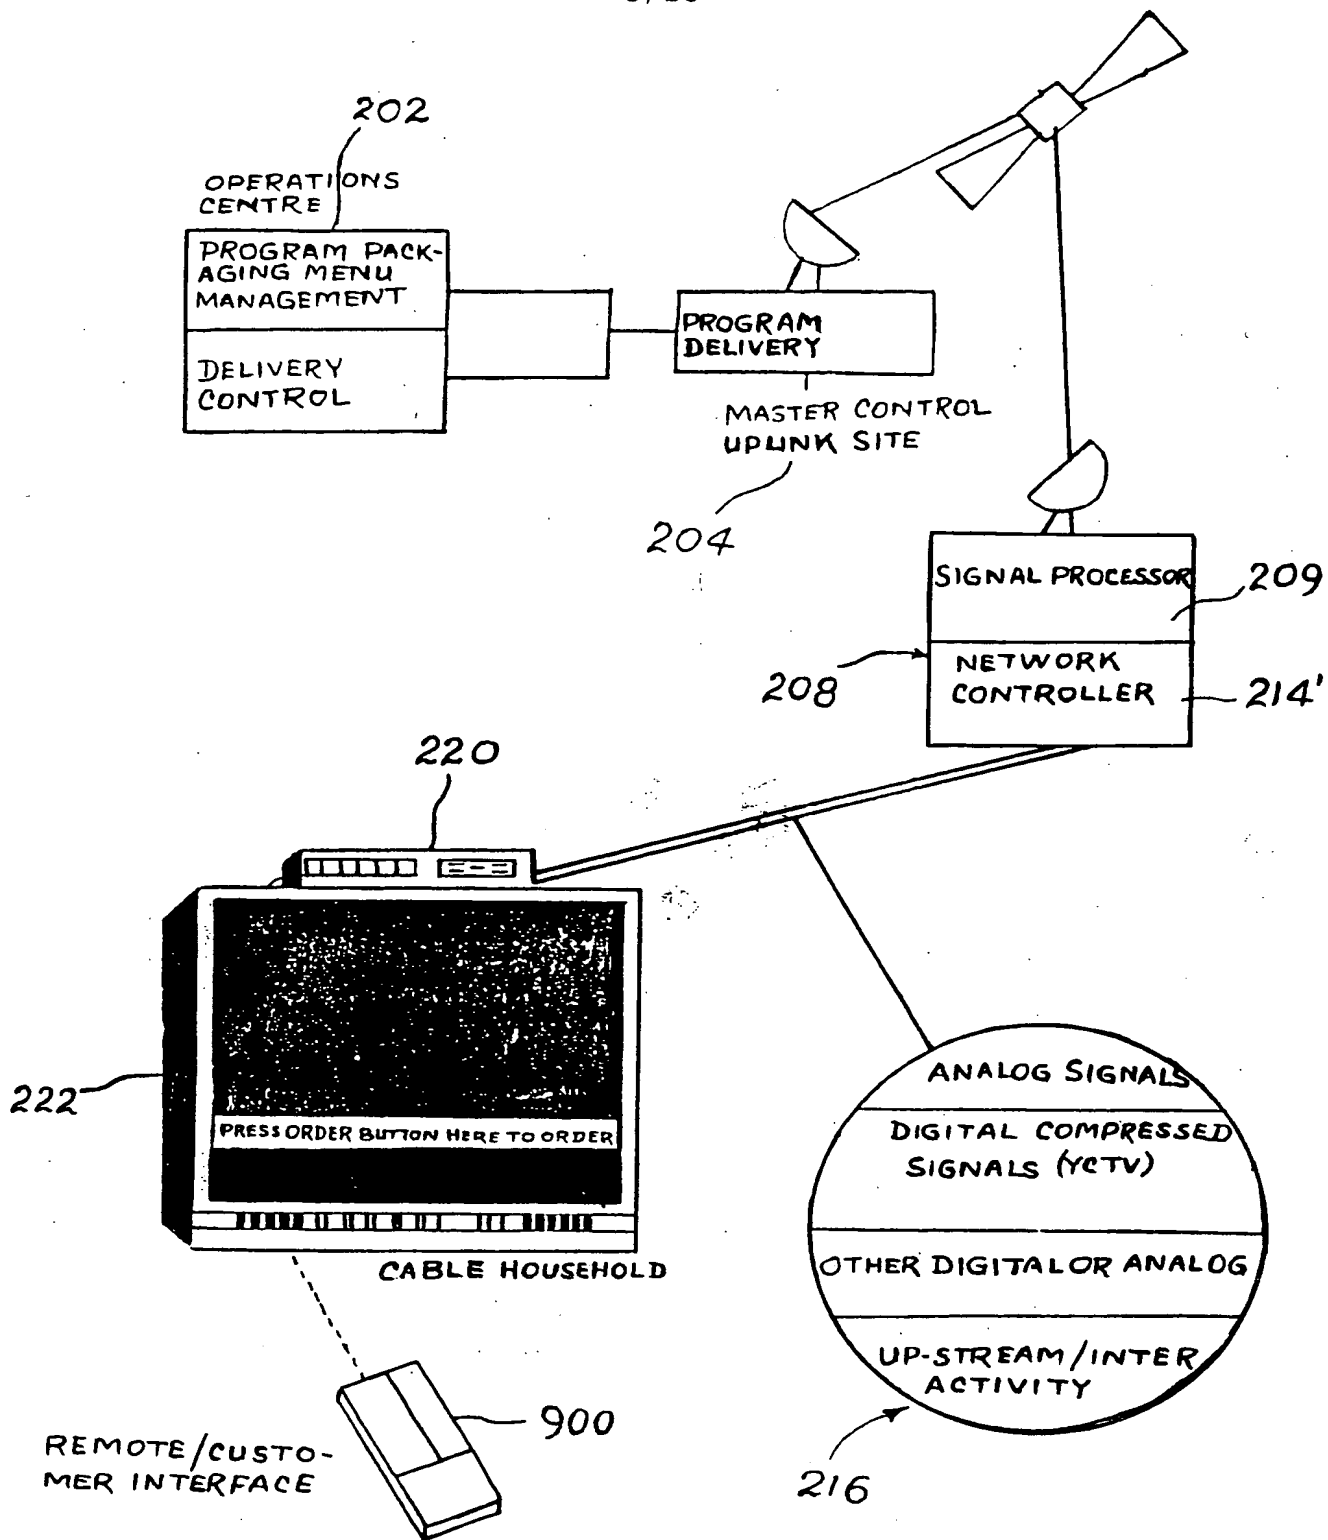 202
OPERATIONS
CENTRE
PROGRAM PACK-
AGING MENU
MANAGEMENT
DELIVERY
CONTROL
PROGRAM
DELIVERY
MASTER CONTROL
UPLINK SITE
204
SIGNAL PROCESSOR
209
NETWORK
CONTROLLER
208
214'
220
222
PRESS ORDER BUTTON HERE TO ORDER
CABLE HOUSEHOLD
ANALOG SIGNALS
DIGITAL COMPRESSED
SIGNALS (YCTV)
OTHER DIGITAL OR ANALOG
UP-STREAM/INTER
ACTIVITY
216
900
REMOTE/CUSTO-
MER INTERFACE